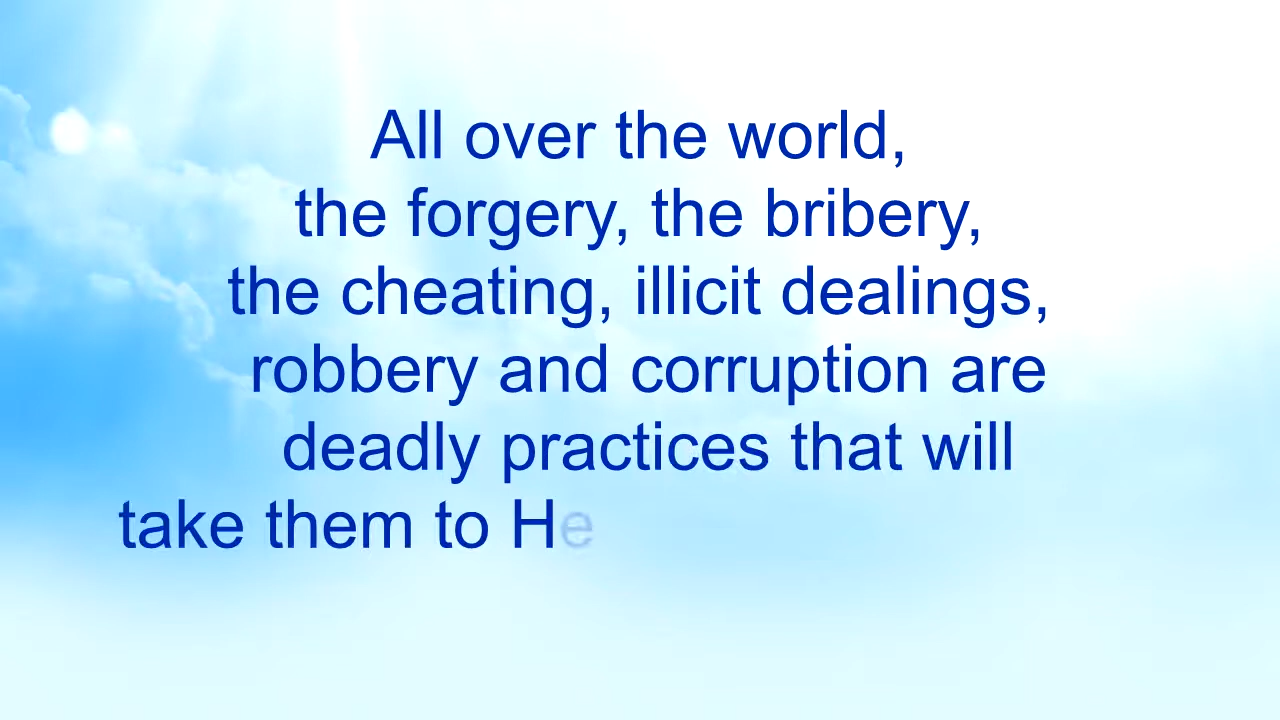 All over the world,
the forgery, the bribery,
the cheating, illicit dealings,
robbery and corruption are
deadly practices that will
take them to He